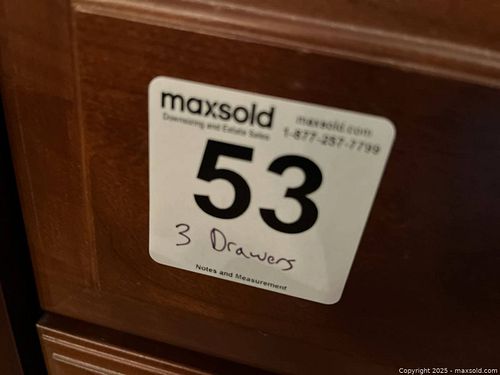 maxsold
Downsizing and Estate Sales
maxsold.com
1-877-257-7799
53
3 Drawers
Notes and Measurement
Copyright 2025 - maxsold.com